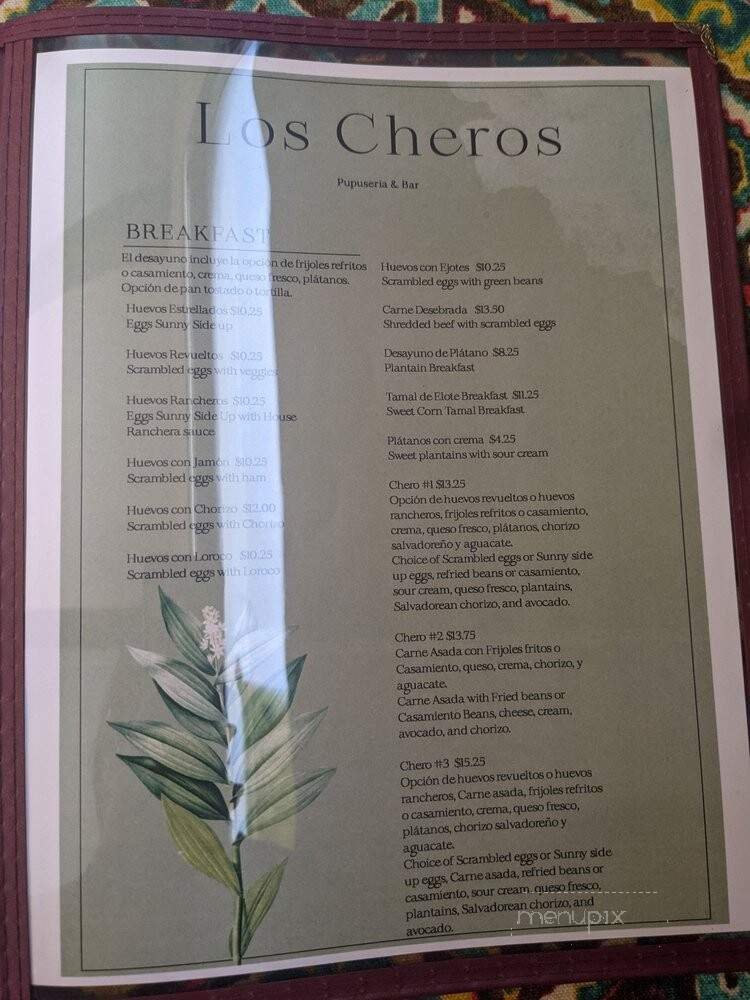 Los Cheros
Pupuseria & Bar
BREAKFAST
El desayuno incluye la opción de frijoles refritos
o casamiento, crema, queso fresco, plátanos.
Opción de pan tostado o tortilla.
Huevos Estrellados $10.25
Eggs Sunny Side up
Huevos Revueltos $10.25
Scrambled eggs with veggies
Huevos Rancheros $10.25
Eggs Sunny Side Up with House
Ranchera sauce
Huevos con Jamón $10.25
Scrambled eggs with ham
Huevos con Chorizo $12.00
Scrambled eggs with Chorizo
Huevos con Loroco $10.25
Scrambled eggs with Loroco
Huevos con Ejotes $10.25
Scrambled eggs with green beans
Carne Desebrada $13.50
Shredded beef with scrambled eggs
Desayuno de Plátano $8.25
Plantain Breakfast
Tamal de Elote Breakfast $11.25
Sweet Corn Tamal Breakfast
Plátanos con crema $4.25
Sweet plantains with sour cream
Chero #1 $13.25
Opción de huevos revueltos o huevos
rancheros, frijoles refritos o casamiento,
crema, queso fresco, plátanos, chorizo
salvadoreño y aguacate.
Choice of Scrambled eggs or Sunny side
up eggs, refried beans or casamiento,
sour cream, queso fresco, plantains,
Salvadorean chorizo, and avocado.
Chero #2 $13.75
Carne Asada con Frijoles fritos o
Casamiento, queso, crema, chorizo, y
aguacate.
Carne Asada with Fried beans or
Casamiento Beans, cheese, cream,
avocado, and chorizo.
Chero #3 $15.25
Opción de huevos revueltos o huevos
rancheros, Carne asada, frijoles refritos
o casamiento, crema, queso fresco,
plátanos, chorizo salvadoreño y
aguacate.
Choice of Scrambled eggs or Sunny side
up eggs, Carne asada, refried beans or
casamiento, sour cream, queso fresco,
plantains, Salvadorean chorizo, and
avocado.
menupix